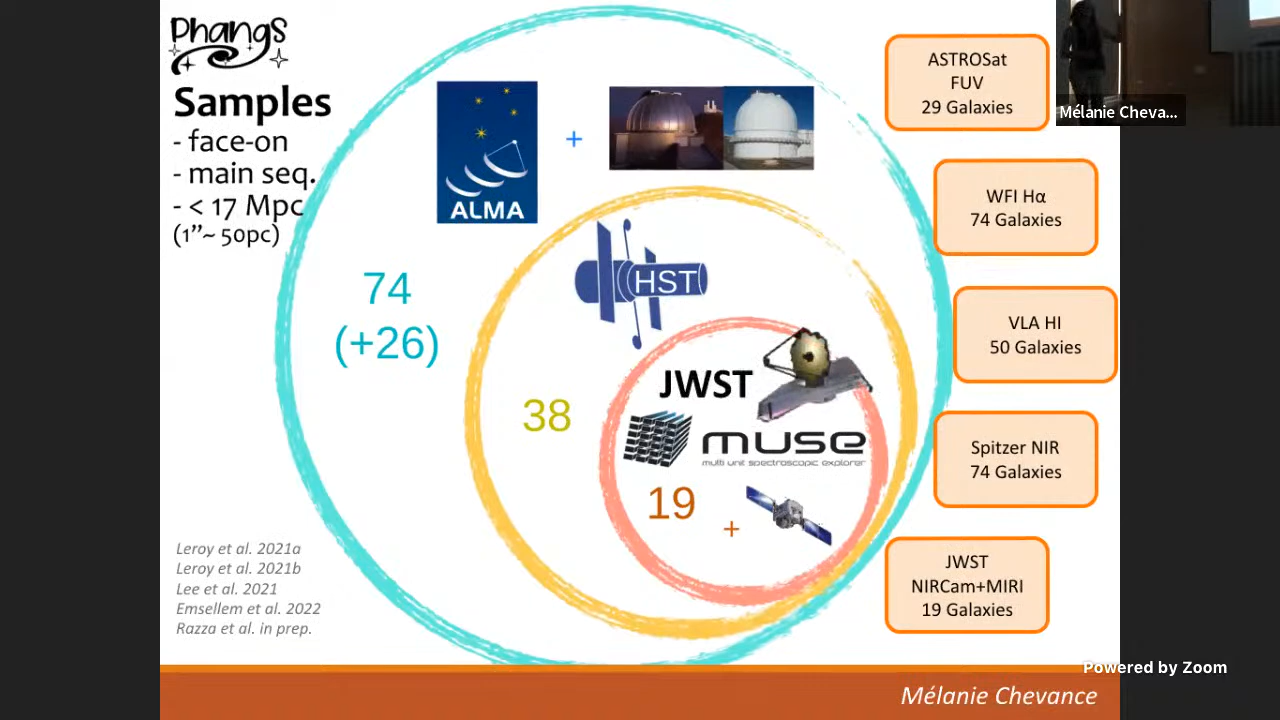 Phangs
Samples
- face-on
- main seq.
- < 17 Mpc
(1”~ 50pc)
ALMA
+
74
(+26)
HST
38
JWST
muse
multi unit spectroscopic explorer
19
+
ASTROSat
FUV
29 Galaxies
WFI Hα
74 Galaxies
VLA HI
50 Galaxies
Spitzer NIR
74 Galaxies
JWST
NIRCam+MIRI
19 Galaxies
Leroy et al. 2021a
Leroy et al. 2021b
Lee et al. 2021
Emsellem et al. 2022
Razza et al. in prep.
Mélanie Cheva...
Powered by Zoom
Mélanie Chevance